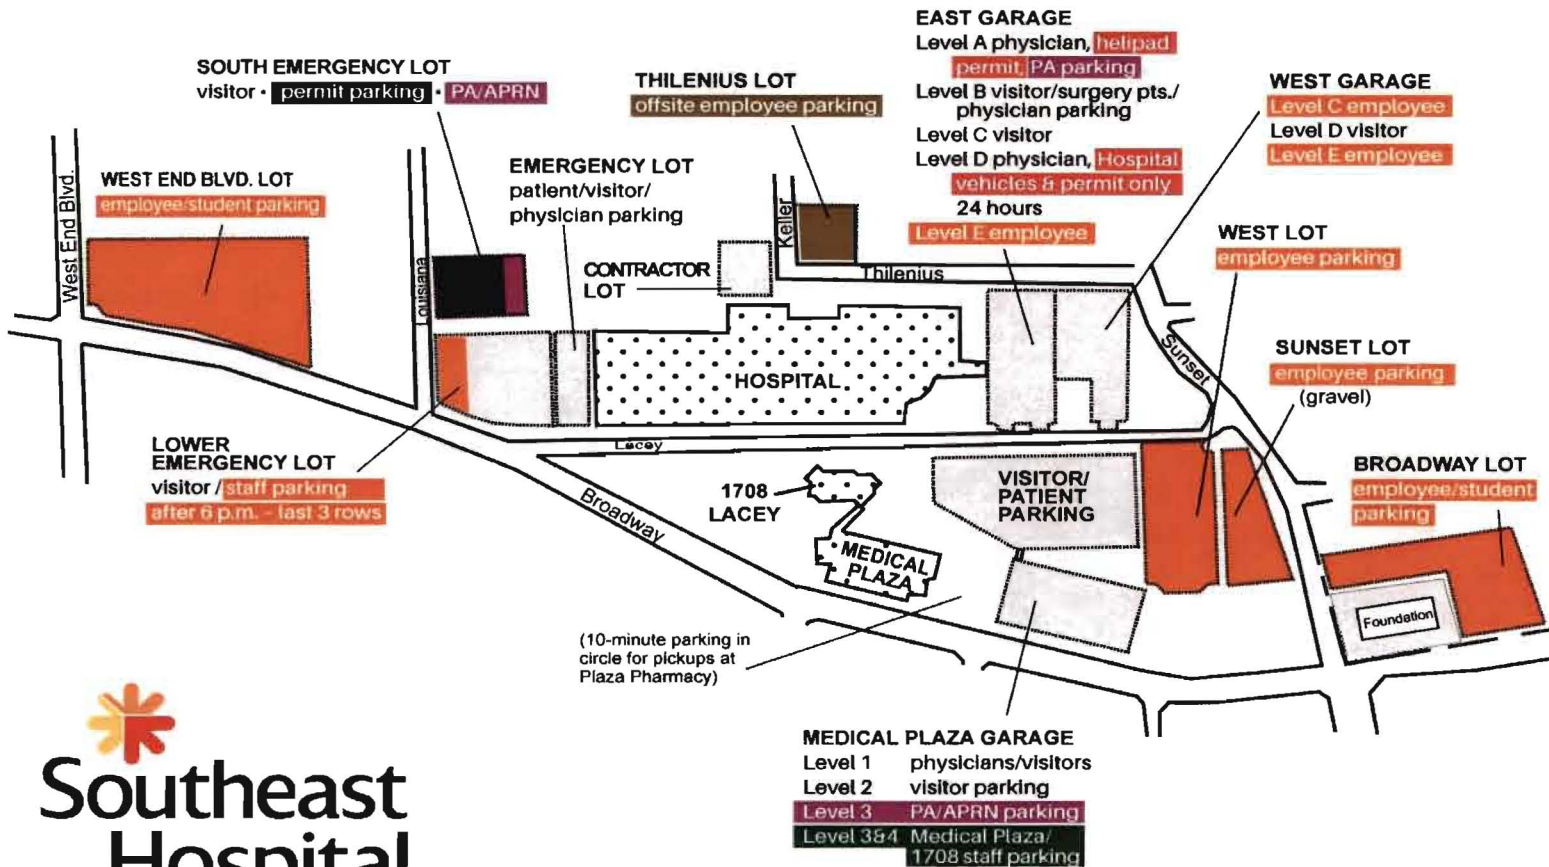 EAST GARAGE
Level A physician, helipad
permit, PA parking
Level B visitor/surgery pts./
physician parking
Level C visitor
Level D physician, Hospital
vehicles & permit only
24 hours
Level E employee
SOUTH EMERGENCY LOT
visitor • permit parking • PA/APRN
THILENIUS LOT
offsite employee parking
WEST GARAGE
Level C employee
Level D visitor
Level E employee
WEST END BLVD. LOT
employee/student parking
EMERGENCY LOT
patient/visitor/
physician parking
West End Blvd.
Louisiana
CONTRACTOR
LOT
Keller
Thilenius
WEST LOT
employee parking
Sunset
SUNSET LOT
employee parking
(gravel)
HOSPITAL
LOWER
EMERGENCY LOT
visitor / staff parking
after 6 p.m. - last 3 rows
Lacey
Broadway
1708
LACEY
MEDICAL
PLAZA
VISITOR/
PATIENT
PARKING
BROADWAY LOT
employee/student
parking
Foundation
(10-minute parking in
circle for pickups at
Plaza Pharmacy)
MEDICAL PLAZA GARAGE
Level 1 physicians/visitors
Level 2 visitor parking
Level 3 PA/APRN parking
Level 3&4 Medical Plaza/
1708 staff parking
Southeast
Hospital